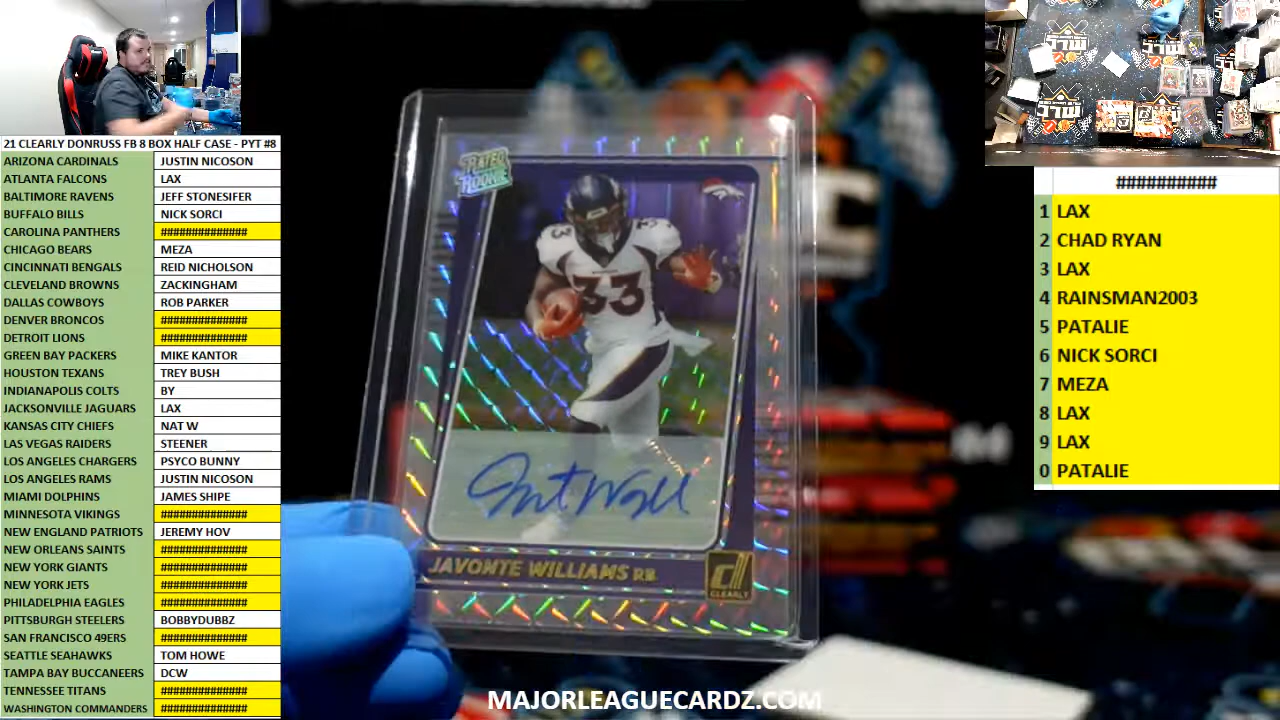 21 CLEARLY DONRUSS FB 8 BOX HALF CASE - PYT #8
ARIZONA CARDINALS JUSTIN NICOSON
ATLANTA FALCONS LAX
BALTIMORE RAVENS JEFF STONESIFER
BUFFALO BILLS NICK SORCI
CAROLINA PANTHERS ##############
CHICAGO BEARS MEZA
CINCINNATI BENGALS REID NICHOLSON
CLEVELAND BROWNS ZACKINGHAM
DALLAS COWBOYS ROB PARKER
DENVER BRONCOS ##############
DETROIT LIONS ##############
GREEN BAY PACKERS MIKE KANTOR
HOUSTON TEXANS TREY BUSH
INDIANAPOLIS COLTS BY
JACKSONVILLE JAGUARS LAX
KANSAS CITY CHIEFS NAT W
LAS VEGAS RAIDERS STEENER
LOS ANGELES CHARGERS PSYCO BUNNY
LOS ANGELES RAMS JUSTIN NICOSON
MIAMI DOLPHINS JAMES SHIPE
MINNESOTA VIKINGS ##############
NEW ENGLAND PATRIOTS JEREMY HOV
NEW ORLEANS SAINTS ##############
NEW YORK GIANTS ##############
NEW YORK JETS ##############
PHILADELPHIA EAGLES ##############
PITTSBURGH STEELERS BOBBYDUBBZ
SAN FRANCISCO 49ERS ##############
SEATTLE SEAHAWKS TOM HOWE
TAMPA BAY BUCCANEERS DCW
TENNESSEE TITANS ##############
WASHINGTON COMMANDERS ##############
RATED
ROOKIE
33
33
JAVONTE WILLIAMS RB
CLEARLY
MAJORLEAGUECARDZ.COM
##########
1 LAX
2 CHAD RYAN
3 LAX
4 RAINSMAN2003
5 PATALIE
6 NICK SORCI
7 MEZA
8 LAX
9 LAX
0 PATALIE